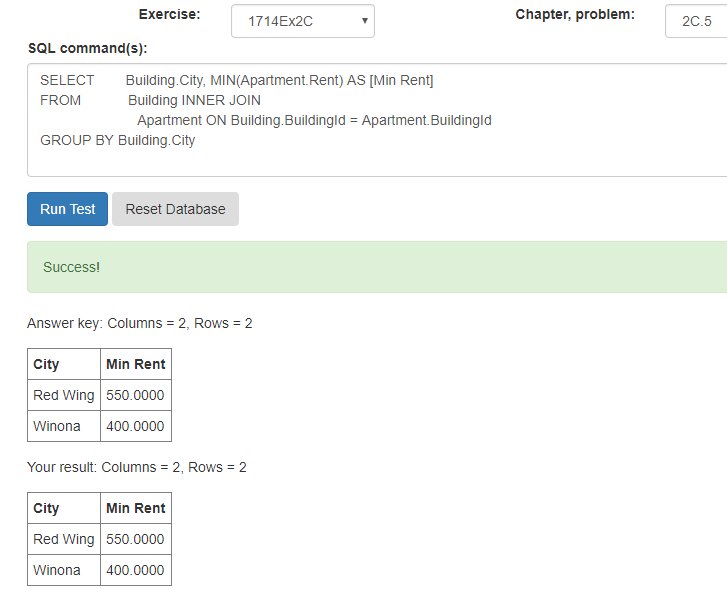 Exercise: 1714Ex2C Chapter, problem: 2C.5
SQL command(s):
SELECT Building.City, MIN(Apartment.Rent) AS [Min Rent]
FROM Building INNER JOIN
Apartment ON Building.BuildingId = Apartment.BuildingId
GROUP BY Building.City
Run Test Reset Database
Success!
Answer key: Columns = 2, Rows = 2
City Min Rent
Red Wing 550.0000
Winona 400.0000
Your result: Columns = 2, Rows = 2
City Min Rent
Red Wing 550.0000
Winona 400.0000